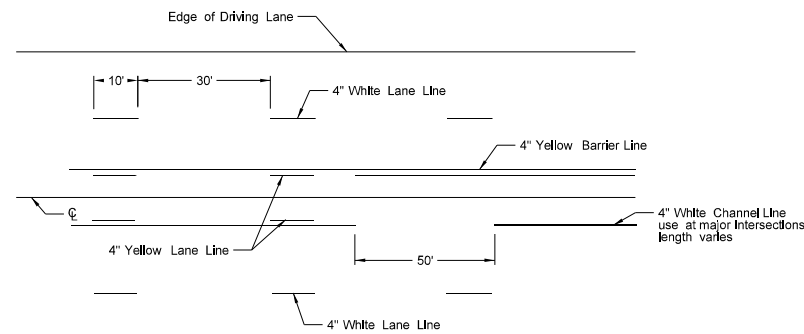 Edge of Driving Lane
10'
30'
4" White Lane Line
4" Yellow Barrier Line
℄
4" White Channel Line
use at major intersections
length varies
4" Yellow Lane Line
50'
4" White Lane Line